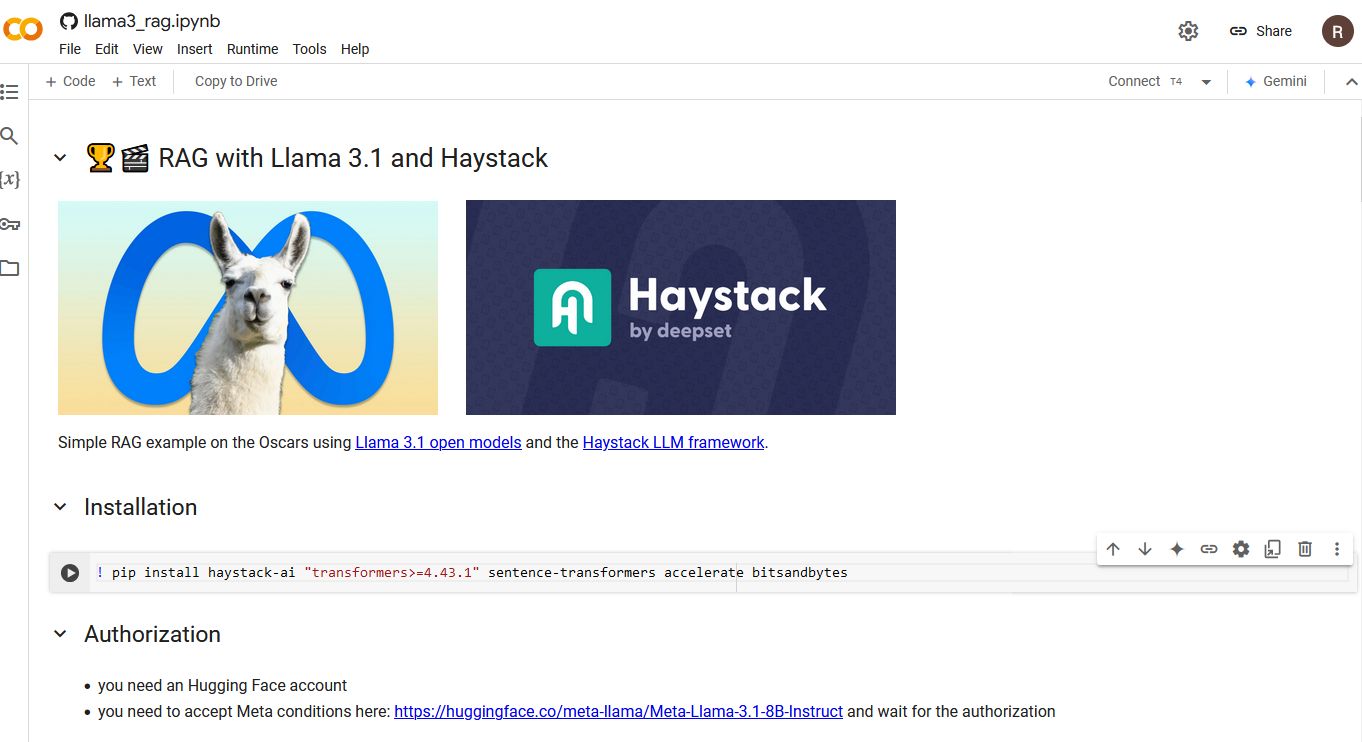 llama3_rag.ipynb
File Edit View Insert Runtime Tools Help
Share
R
+ Code + Text Copy to Drive
Connect T4
Gemini
{x}
RAG with Llama 3.1 and Haystack
Haystack
by deepset
Simple RAG example on the Oscars using Llama 3.1 open models and the Haystack LLM framework.
Installation
! pip install haystack-ai "transformers>=4.43.1" sentence-transformers accelerate bitsandbytes
Authorization
• you need an Hugging Face account
• you need to accept Meta conditions here: https://huggingface.co/meta-llama/Meta-Llama-3.1-8B-Instruct and wait for the authorization